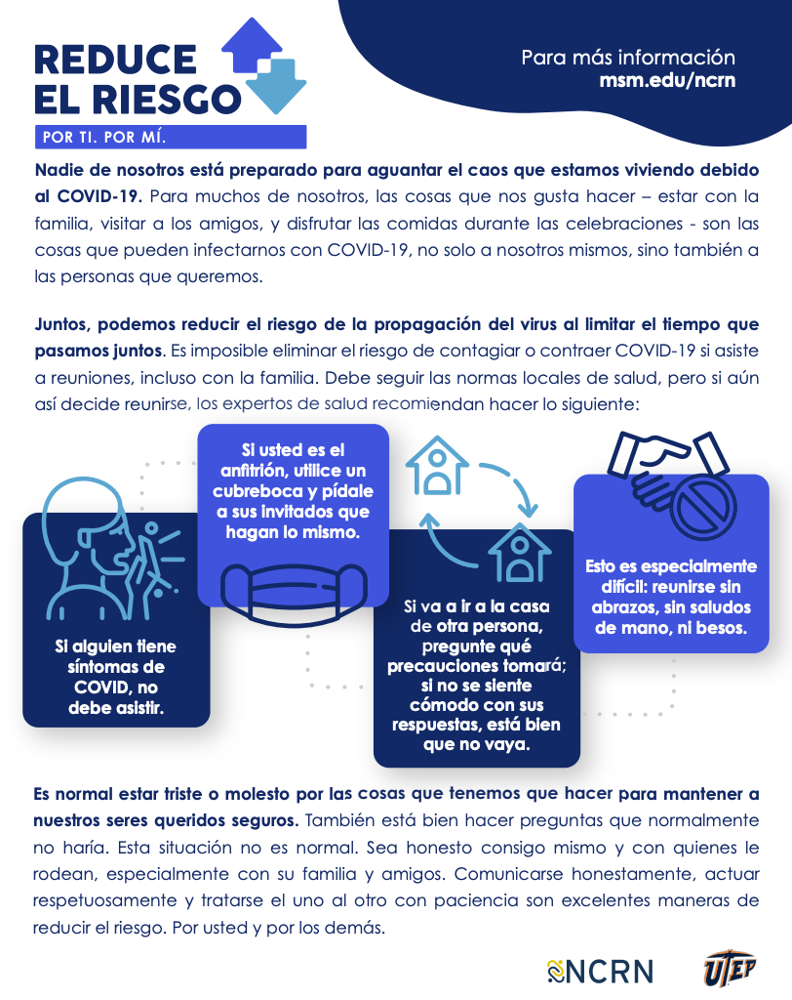 REDUCE
EL RIESGO
POR TI. POR MÍ.
Para más información
msm.edu/ncrn
Nadie de nosotros está preparado para aguantar el caos que estamos viviendo debido
al COVID-19. Para muchos de nosotros, las cosas que nos gusta hacer – estar con la
familia, visitar a los amigos, y disfrutar las comidas durante las celebraciones - son las
cosas que pueden infectarnos con COVID-19, no solo a nosotros mismos, sino también a
las personas que queremos.
Juntos, podemos reducir el riesgo de la propagación del virus al limitar el tiempo que
pasamos juntos. Es imposible eliminar el riesgo de contagiar o contraer COVID-19 si asiste
a reuniones, incluso con la familia. Debe seguir las normas locales de salud, pero si aún
así decide reunirse, los expertos de salud recomiendan hacer lo siguiente:
Si alguien tiene
síntomas de
COVID, no
debe asistir.
Si usted es el
anfitrión, utilice un
cubreboca y pídale
a sus invitados que
hagan lo mismo.
Si va a ir a la casa
de otra persona,
pregunte qué
precauciones tomará;
si no se siente
cómodo con sus
respuestas, está bien
que no vaya.
Esto es especialmente
difícil: reunirse sin
abrazos, sin saludos
de mano, ni besos.
Es normal estar triste o molesto por las cosas que tenemos que hacer para mantener a
nuestros seres queridos seguros. También está bien hacer preguntas que normalmente
no haría. Esta situación no es normal. Sea honesto consigo mismo y con quienes le
rodean, especialmente con su familia y amigos. Comunicarse honestamente, actuar
respetuosamente y tratarse el uno al otro con paciencia son excelentes maneras de
reducir el riesgo. Por usted y por los demás.
NCRN
UTEP